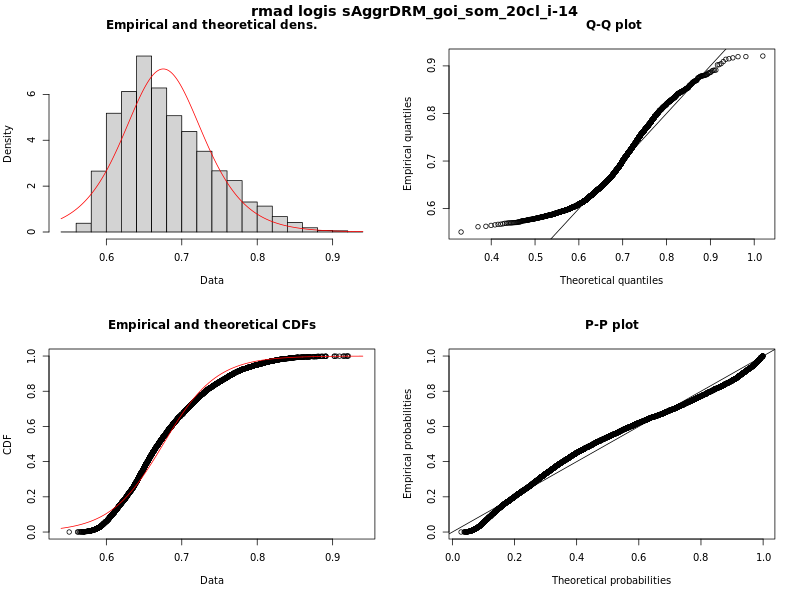 rmad logis sAggrDRM_goi_som_20cl_i-14
Empirical and theoretical dens.
Density
0 2 4 6
0.6 0.7 0.8 0.9
Data
Q-Q plot
Empirical quantiles
0.6 0.7 0.8 0.9
0.4 0.5 0.6 0.7 0.8 0.9 1.0
Theoretical quantiles
Empirical and theoretical CDFs
CDF
0.0 0.2 0.4 0.6 0.8 1.0
0.6 0.7 0.8 0.9
Data
P-P plot
Empirical probabilities
0.0 0.2 0.4 0.6 0.8 1.0
0.0 0.2 0.4 0.6 0.8 1.0
Theoretical probabilities